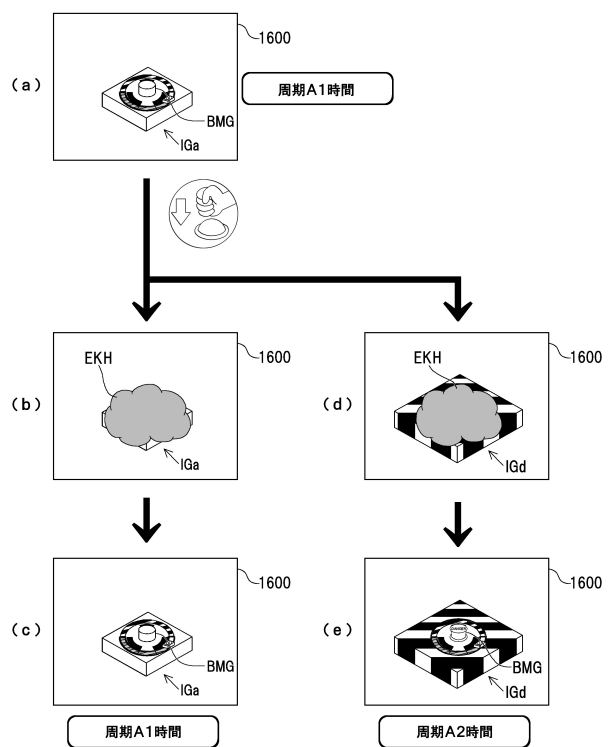 1600
(a)
周期A1時間
BMG
IGa
1600
1600
EKH
EKH
(b)
(d)
IGa
IGd
1600
1600
(c)
(e)
DANGER
BMG
BMG
IGa
IGd
周期A1時間
周期A2時間